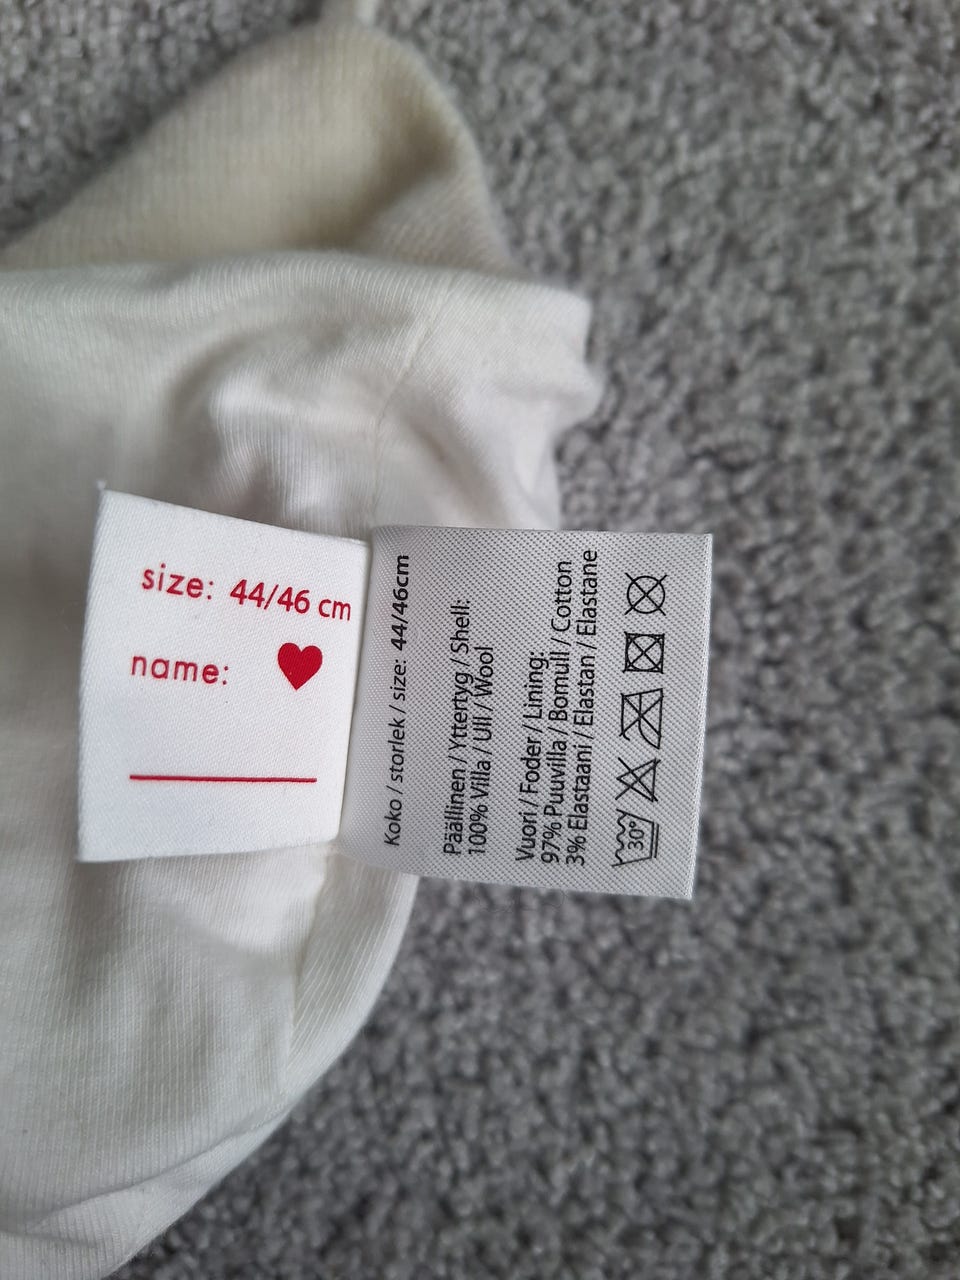 size: 44/46 cm
name:
Koko / storlek / size: 44/46cm
Päällinen / Yttertyg / Shell:
100% Villa / Ull / Wool
Vuori / Foder / Lining:
97% Puuvilla / Bomull / Cotton
3% Elastaani / Elastan / Elastane
30°